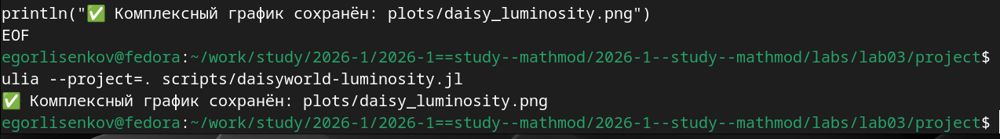 println("✅ Комплексный график сохранён: plots/daisy_luminosity.png")
EOF
egorlisenkov@fedora:~/work/study/2026-1/2026-1==study--mathmod/2026-1--study--mathmod/labs/lab03/project$
ulia --project=. scripts/daisyworld-luminosity.jl
✅ Комплексный график сохранён: plots/daisy_luminosity.png
egorlisenkov@fedora:~/work/study/2026-1/2026-1==study--mathmod/2026-1--study--mathmod/labs/lab03/project$